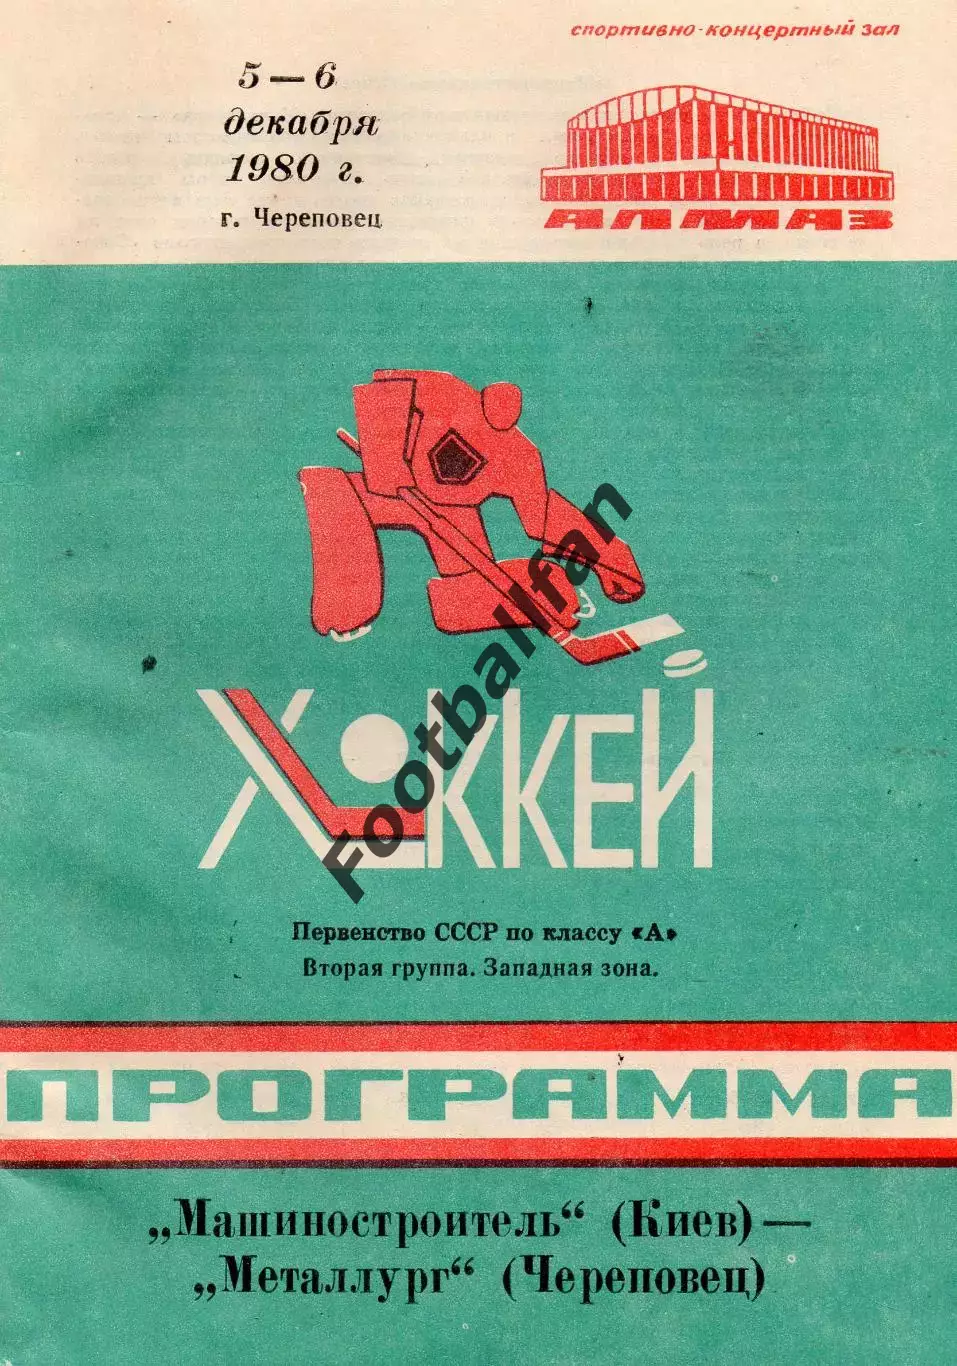 спортивно-концертный зал
5—6
декабря
1980 г.
г. Череповец
АЛМАЗ
Footballfan
ХОККЕЙ
Первенство СССР по классу «А»
Вторая группа. Западная зона.
ПРОГРАММА
„Машиностроитель“ (Киев) —
„Металлург“ (Череповец)